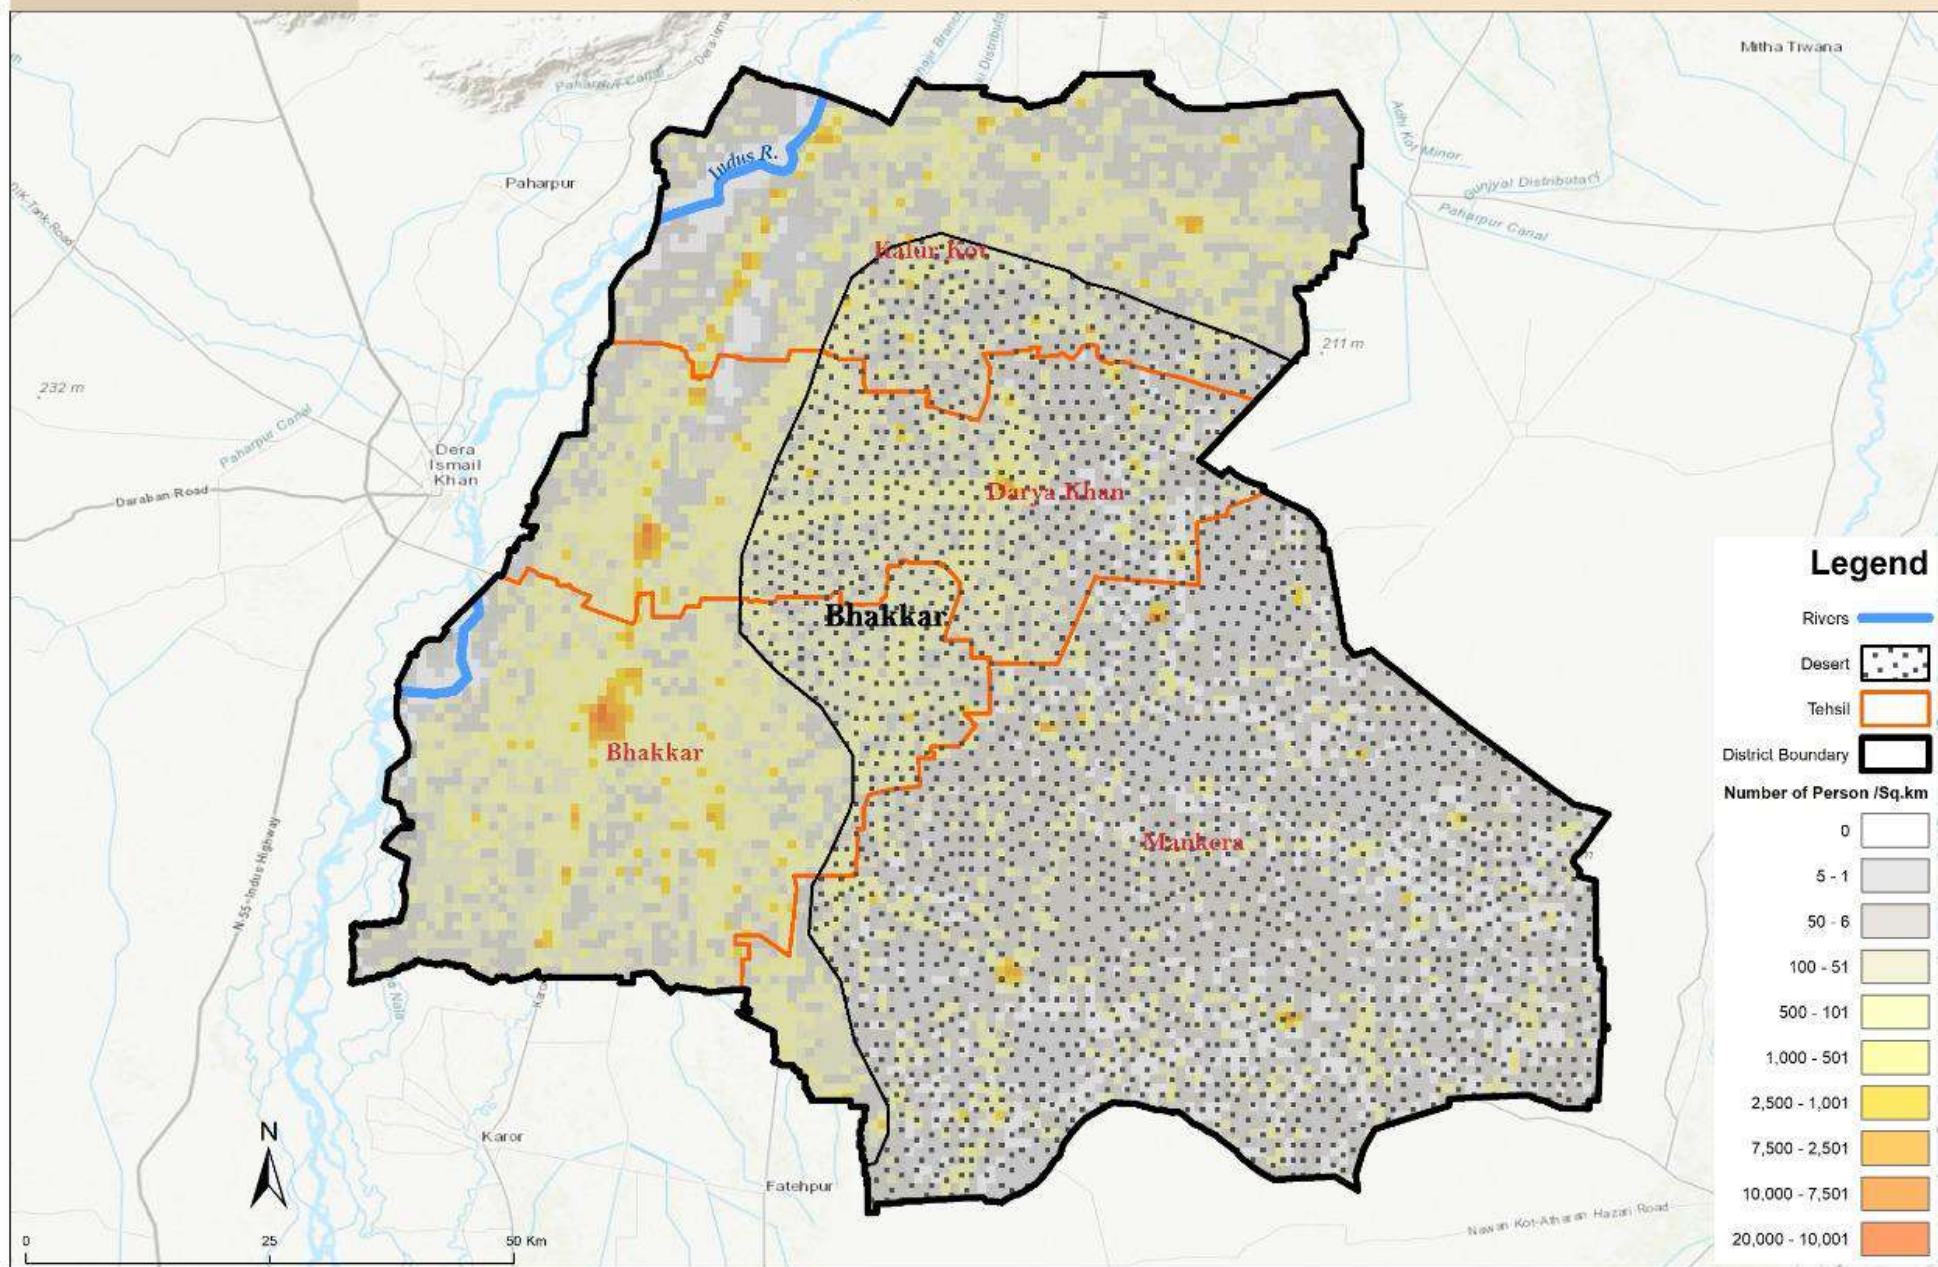 Mitha Tiwana
Paharpur Canal
Indus R.
Adhi Kot Minor
Paharpur
Gunjyal Distributary
DIK-Tank-Road
Paharpur Canal
Kalur Kot
211 m
232 m
Paharpur Canal
Dera
Ismail
Khan
Daraban Road
Darya Khan
Bhakkar
Bhakkar
Mankera
N-55-Indus Highway
Karor
Fatehpur
Nawan Kot-Atharan Hazari Road
N
0 25 50 Km
Legend
Rivers
Desert
Tehsil
District Boundary
Number of Person /Sq.km
0
5 - 1
50 - 6
100 - 51
500 - 101
1,000 - 501
2,500 - 1,001
7,500 - 2,501
10,000 - 7,501
20,000 - 10,001